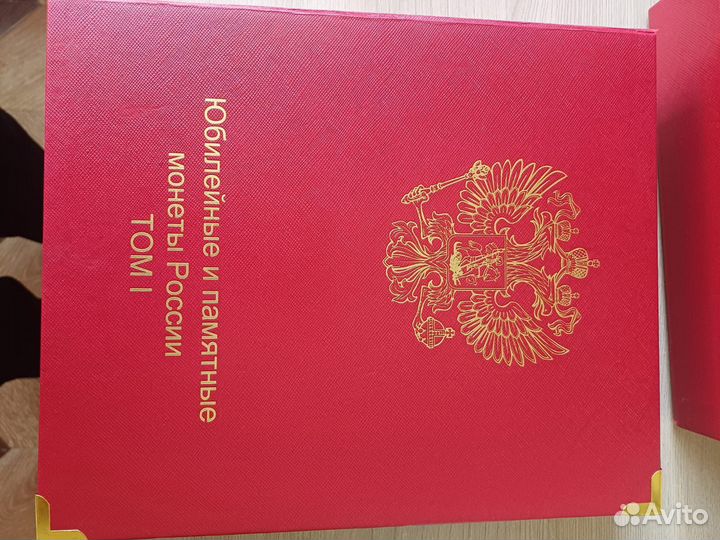 Юбилейные и памятные
монеты России
ТОМ I
Avito